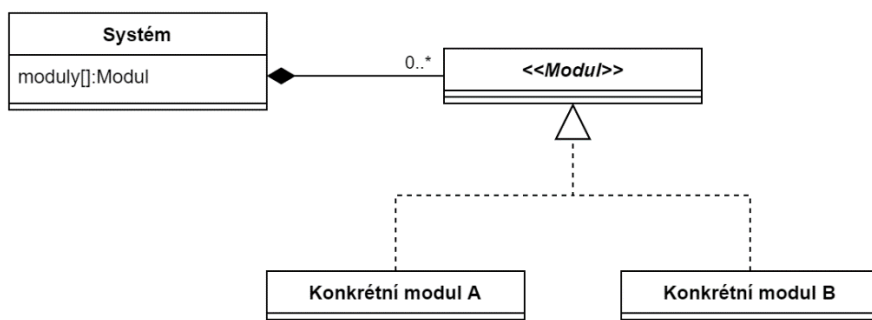 Systém
moduly[]:Modul
0..*
<<Modul>>
Konkrétní modul A
Konkrétní modul B